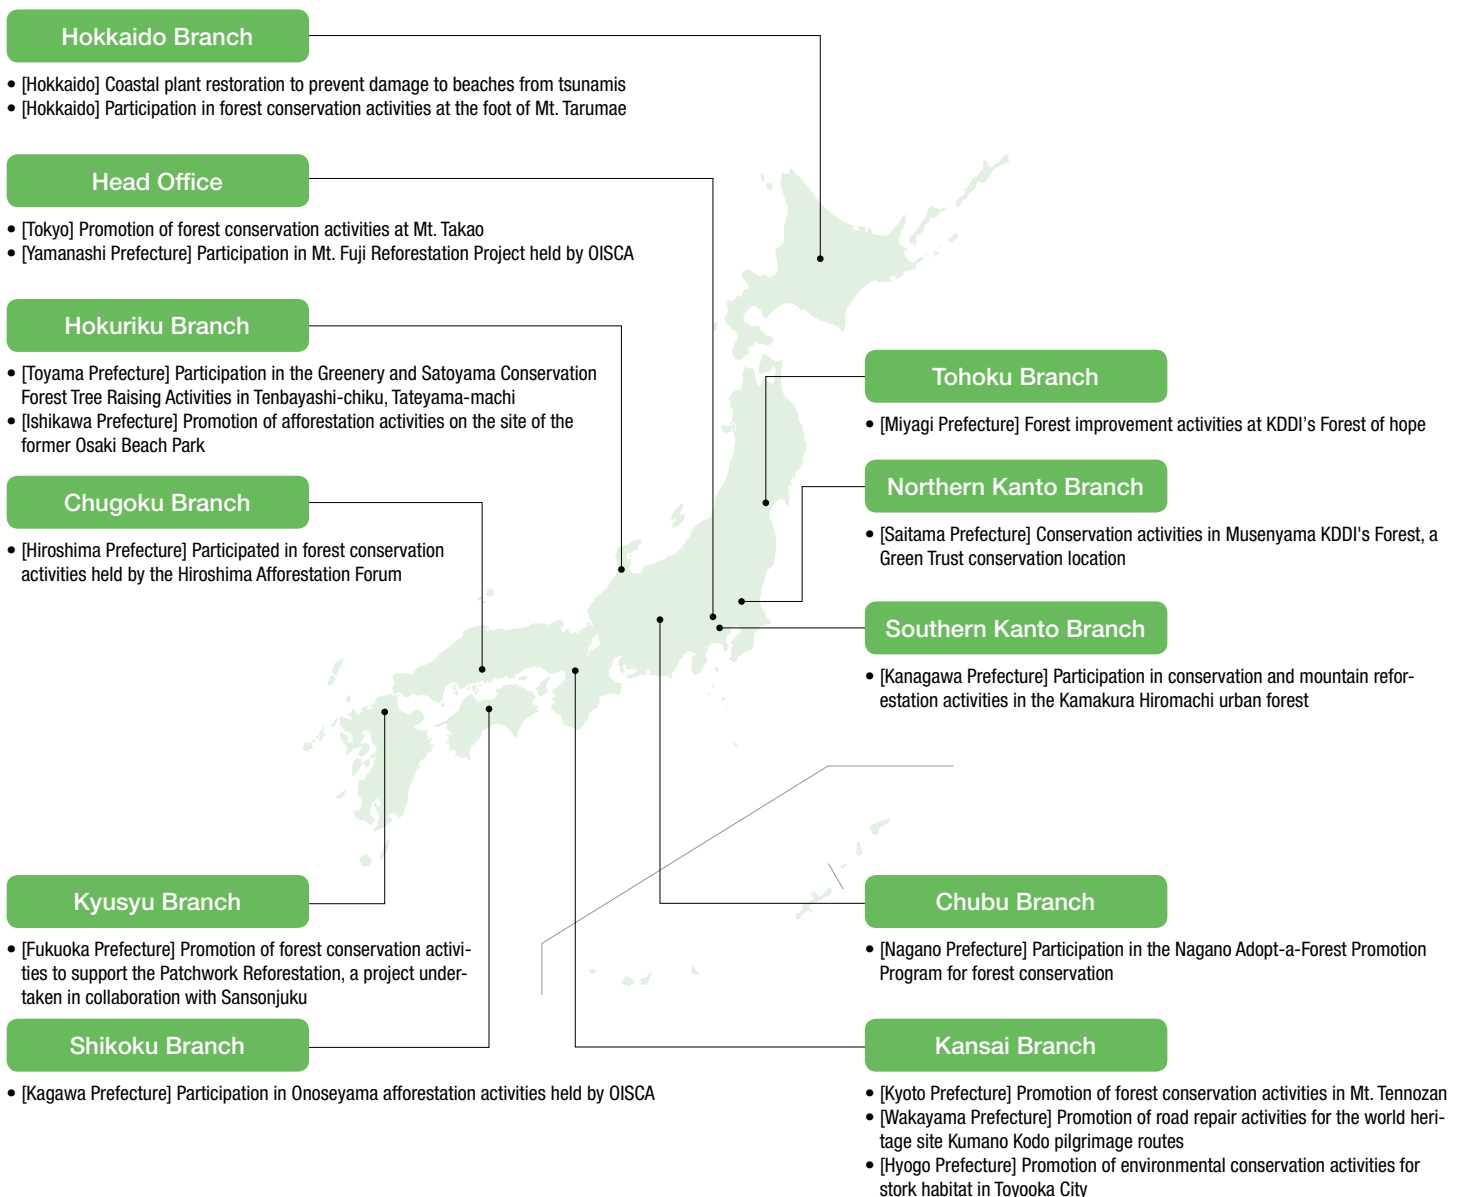 Hokkaido Branch
• [Hokkaido] Coastal plant restoration to prevent damage to beaches from tsunamis
• [Hokkaido] Participation in forest conservation activities at the foot of Mt. Tarumae
Head Office
• [Tokyo] Promotion of forest conservation activities at Mt. Takao
• [Yamanashi Prefecture] Participation in Mt. Fuji Reforestation Project held by OISCA
Hokuriku Branch
• [Toyama Prefecture] Participation in the Greenery and Satoyama Conservation
Forest Tree Raising Activities in Tenbayashi-chiku, Tateyama-machi
• [Ishikawa Prefecture] Promotion of afforestation activities on the site of the
former Osaki Beach Park
Chugoku Branch
• [Hiroshima Prefecture] Participated in forest conservation
activities held by the Hiroshima Afforestation Forum
Tohoku Branch
• [Miyagi Prefecture] Forest improvement activities at KDDI’s Forest of hope
Northern Kanto Branch
• [Saitama Prefecture] Conservation activities in Musenyama KDDI's Forest, a
Green Trust conservation location
Southern Kanto Branch
• [Kanagawa Prefecture] Participation in conservation and mountain refor-
estation activities in the Kamakura Hiromachi urban forest
Kyusyu Branch
• [Fukuoka Prefecture] Promotion of forest conservation activi-
ties to support the Patchwork Reforestation, a project under-
taken in collaboration with Sansonjuku
Shikoku Branch
• [Kagawa Prefecture] Participation in Onoseyama afforestation activities held by OISCA
Chubu Branch
• [Nagano Prefecture] Participation in the Nagano Adopt-a-Forest Promotion
Program for forest conservation
Kansai Branch
• [Kyoto Prefecture] Promotion of forest conservation activities in Mt. Tennozan
• [Wakayama Prefecture] Promotion of road repair activities for the world heri-
tage site Kumano Kodo pilgrimage routes
• [Hyogo Prefecture] Promotion of environmental conservation activities for
stork habitat in Toyooka City